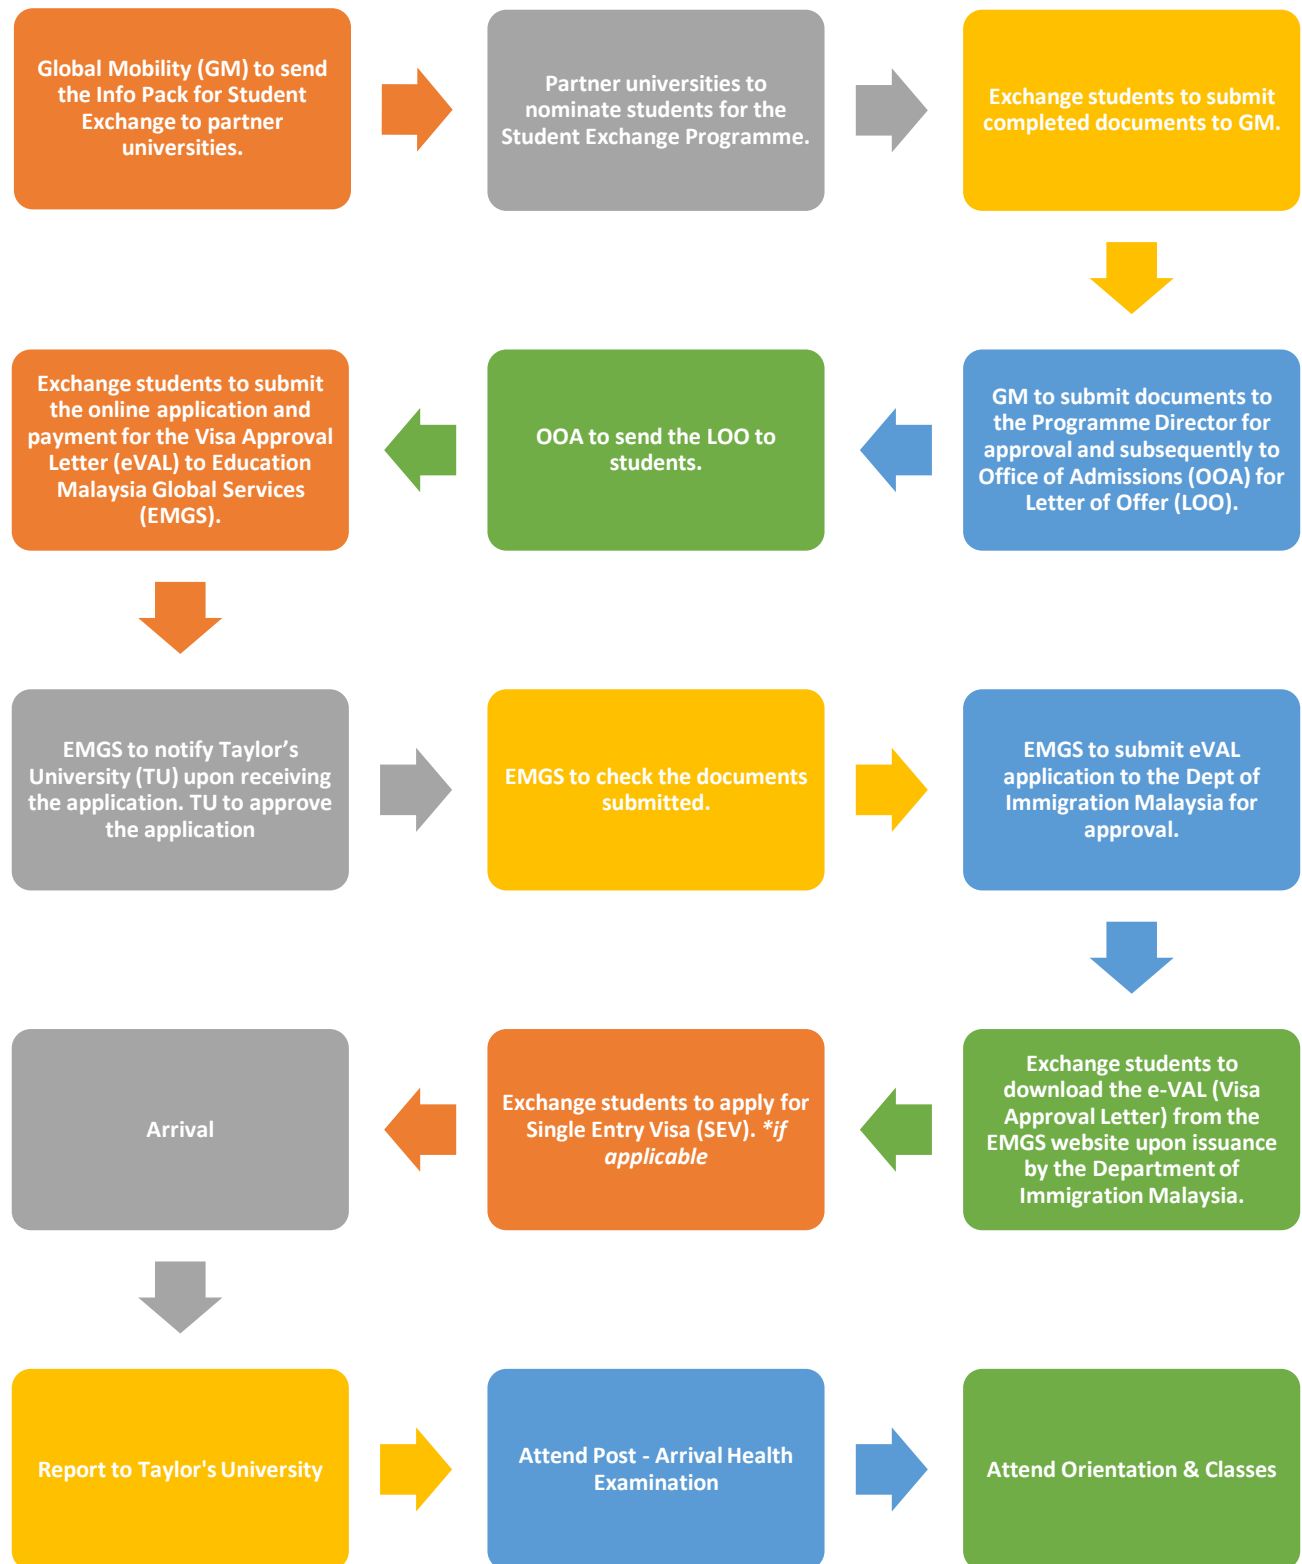 Global Mobility (GM) to send
the Info Pack for Student
Exchange to partner
universities.
Partner universities to
nominate students for the
Student Exchange Programme.
Exchange students to submit
completed documents to GM.
GM to submit documents to
the Programme Director for
approval and subsequently to
Office of Admissions (OOA) for
Letter of Offer (LOO).
OOA to send the LOO to
students.
Exchange students to submit
the online application and
payment for the Visa Approval
Letter (eVAL) to Education
Malaysia Global Services
(EMGS).
EMGS to notify Taylor’s
University (TU) upon receiving
the application. TU to approve
the application
EMGS to check the documents
submitted.
EMGS to submit eVAL
application to the Dept of
Immigration Malaysia for
approval.
Exchange students to
download the e-VAL (Visa
Approval Letter) from the
EMGS website upon issuance
by the Department of
Immigration Malaysia.
Exchange students to apply for
Single Entry Visa (SEV). *if
applicable
Arrival
Report to Taylor's University
Attend Post - Arrival Health
Examination
Attend Orientation & Classes